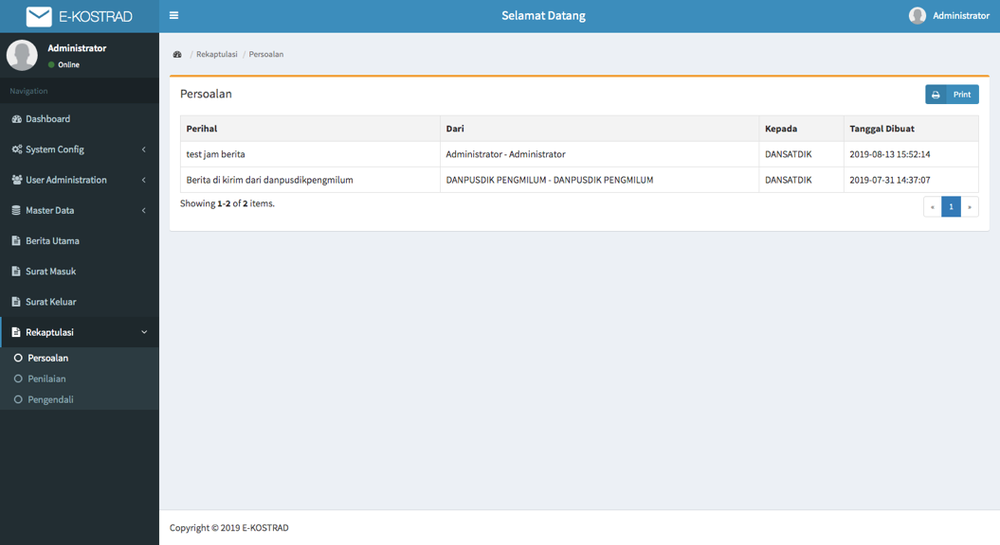 E-KOSTRAD
Selamat Datang
Administrator
Administrator
Online
Navigation
Dashboard
System Config
User Administration
Master Data
Berita Utama
Surat Masuk
Surat Keluar
Rekaptulasi
Persoalan
Penilaian
Pengendali
/ Rekaptulasi / Persoalan
Persoalan
Print
Perihal Dari Kepada Tanggal Dibuat
test jam berita Administrator - Administrator DANSATDIK 2019-08-13 15:52:14
Berita di kirim dari danpusdikpengmilum DANPUSDIK PENGMILUM - DANPUSDIK PENGMILUM DANSATDIK 2019-07-31 14:37:07
Showing 1-2 of 2 items.
« 1 »
Copyright © 2019 E-KOSTRAD